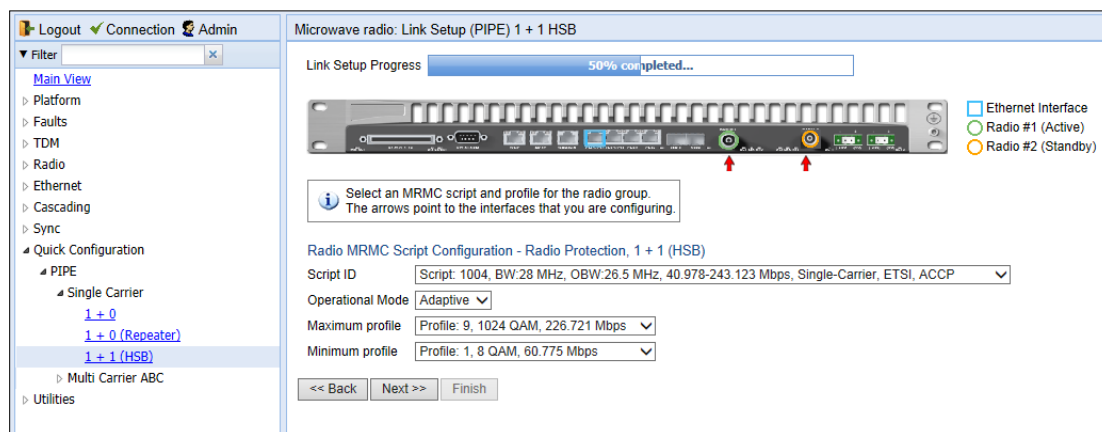 Logout Connection Admin
▼ Filter
Main View
Platform
Faults
TDM
Radio
Ethernet
Cascading
Sync
Quick Configuration
PIPE
Single Carrier
1 + 0
1 + 0 (Repeater)
1 + 1 (HSB)
Multi Carrier ABC
Utilities
Microwave radio: Link Setup (PIPE) 1 + 1 HSB
Link Setup Progress 50% completed...
Ethernet Interface
Radio #1 (Active)
Radio #2 (Standby)
Select an MRMC script and profile for the radio group.
The arrows point to the interfaces that you are configuring.
Radio MRMC Script Configuration - Radio Protection, 1 + 1 (HSB)
Script ID Script: 1004, BW:28 MHz, OBW:26.5 MHz, 40.978-243.123 Mbps, Single-Carrier, ETSI, ACCP
Operational Mode Adaptive
Maximum profile Profile: 9, 1024 QAM, 226.721 Mbps
Minimum profile Profile: 1, 8 QAM, 60.775 Mbps
<< Back Next >> Finish